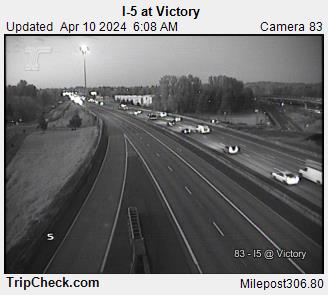 I-5 at Victory
Updated Apr 10 2024 6:08 AM Camera 83
S
83 - I5 @ Victory
TripCheck.com Milepost306.80